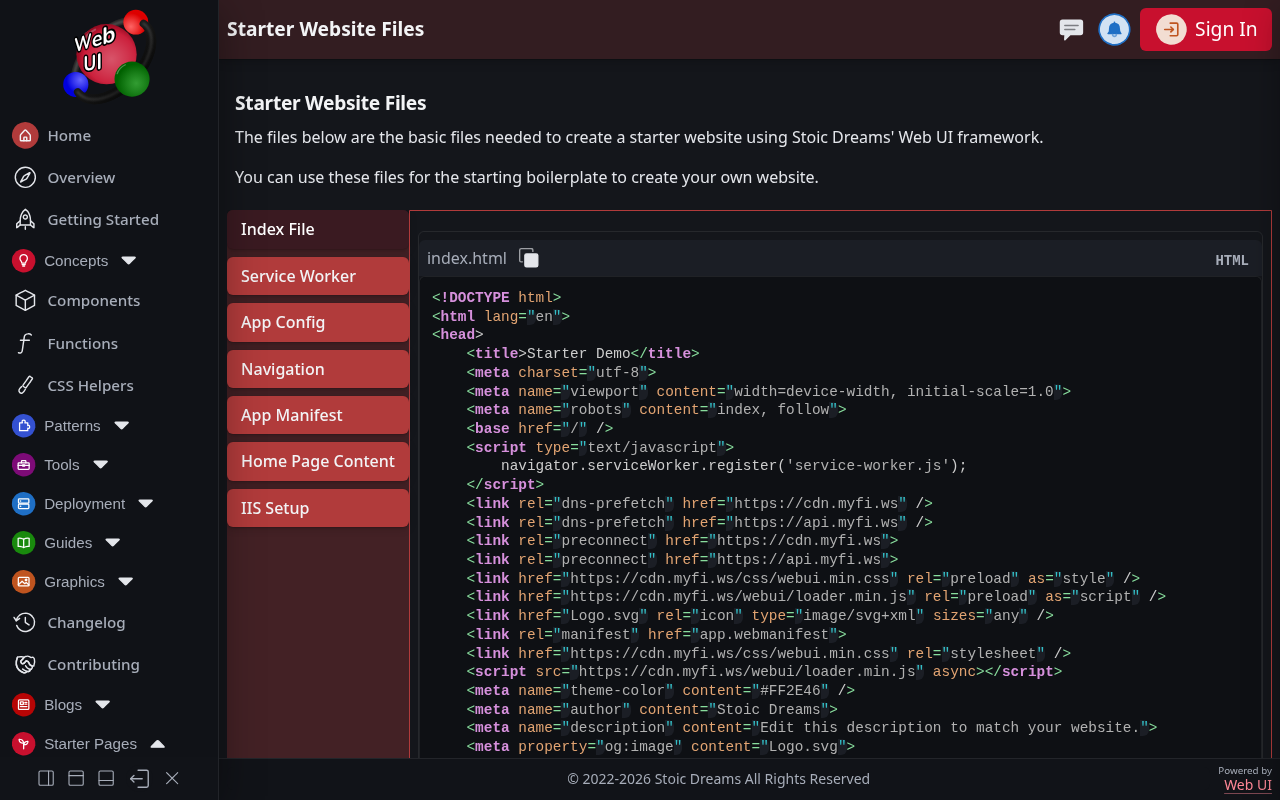 Web
UI
Home
Overview
Getting Started
Concepts
Components
Functions
CSS Helpers
Patterns
Tools
Deployment
Guides
Graphics
Changelog
Contributing
Blogs
Starter Pages
Starter Website Files
Sign In
Starter Website Files
The files below are the basic files needed to create a starter website using Stoic Dreams' Web UI framework.
You can use these files for the starting boilerplate to create your own website.
Index File
Service Worker
App Config
Navigation
App Manifest
Home Page Content
IIS Setup
index.html
HTML
<!DOCTYPE html>
<html lang="en">
<head>
    <title>Starter Demo</title>
    <meta charset="utf-8">
    <meta name="viewport" content="width=device-width, initial-scale=1.0">
    <meta name="robots" content="index, follow">
    <base href="/" />
    <script type="text/javascript">
        navigator.serviceWorker.register('service-worker.js');
    </script>
    <link rel="dns-prefetch" href="https://cdn.myfi.ws" />
    <link rel="dns-prefetch" href="https://api.myfi.ws" />
    <link rel="preconnect" href="https://cdn.myfi.ws">
    <link rel="preconnect" href="https://api.myfi.ws">
    <link href="https://cdn.myfi.ws/css/webui.min.css" rel="preload" as="style" />
    <link href="https://cdn.myfi.ws/webui/loader.min.js" rel="preload" as="script" />
    <link href="Logo.svg" rel="icon" type="image/svg+xml" sizes="any" />
    <link rel="manifest" href="app.webmanifest">
    <link href="https://cdn.myfi.ws/css/webui.min.css" rel="stylesheet" />
    <script src="https://cdn.myfi.ws/webui/loader.min.js" async></script>
    <meta name="theme-color" content="#FF2E46" />
    <meta name="author" content="Stoic Dreams">
    <meta name="description" content="Edit this description to match your website.">
    <meta property="og:image" content="Logo.svg">
© 2022-2026 Stoic Dreams All Rights Reserved
Powered by
Web UI